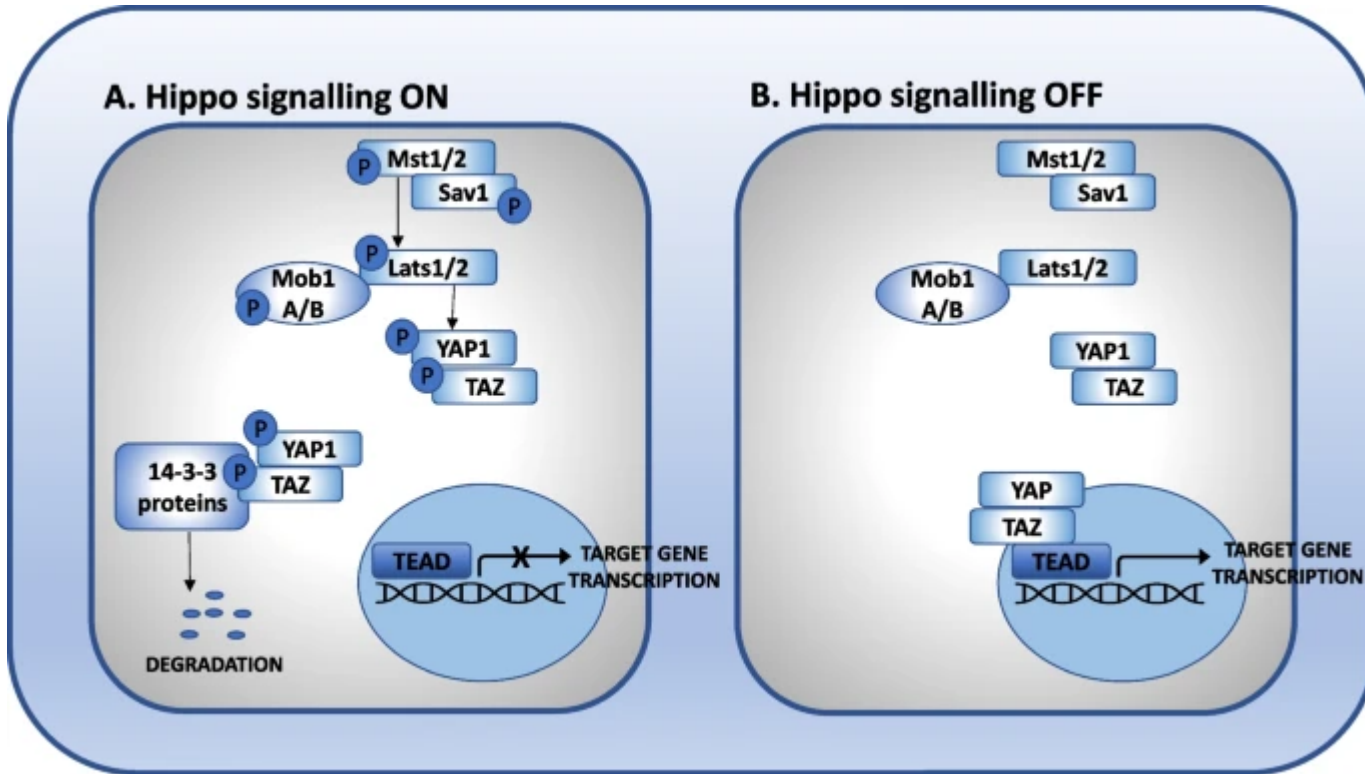 A. Hippo signalling ON
P
Mst1/2
Sav1
P
P
Lats1/2
Mob1
A/B
P
P
YAP1
P
TAZ
P
YAP1
14-3-3
proteins
P
TAZ
TEAD
X
TARGET GENE
TRANSCRIPTION
DEGRADATION
B. Hippo signalling OFF
Mst1/2
Sav1
Lats1/2
Mob1
A/B
YAP1
TAZ
YAP
TAZ
TEAD
TARGET GENE
TRANSCRIPTION